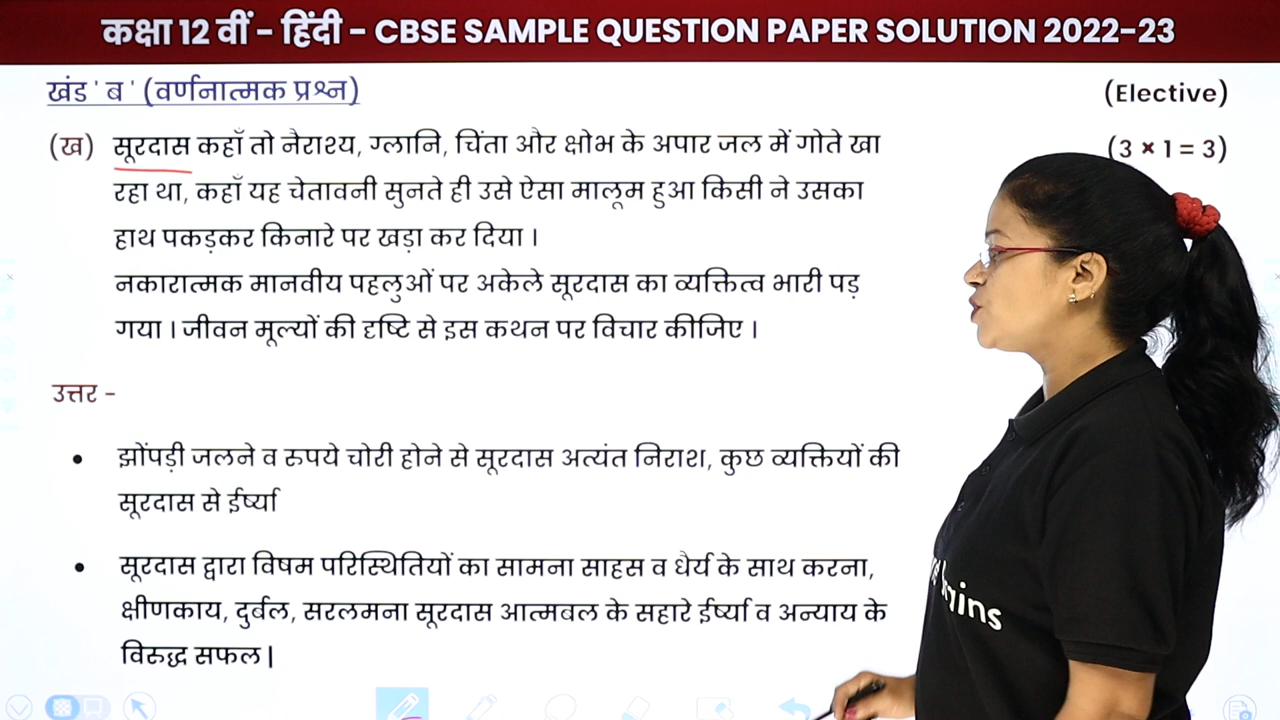 कक्षा 12 वीं – हिंदी – CBSE SAMPLE QUESTION PAPER SOLUTION 2022-23
खंड ' ब ' (वर्णनात्मक प्रश्न)
(Elective)
(ख) सूरदास कहाँ तो नैराश्य, ग्लानि, चिंता और क्षोभ के अपार जल में गोते खा
(3 × 1 = 3)
रहा था, कहाँ यह चेतावनी सुनते ही उसे ऐसा मालूम हुआ किसी ने उसका
हाथ पकड़कर किनारे पर खड़ा कर दिया ।
नकारात्मक मानवीय पहलुओं पर अकेले सूरदास का व्यक्तित्व भारी पड़
गया । जीवन मूल्यों की दृष्टि से इस कथन पर विचार कीजिए ।
उत्तर -
• झोंपड़ी जलने व रुपये चोरी होने से सूरदास अत्यंत निराश, कुछ व्यक्तियों की
सूरदास से ईर्ष्या
• सूरदास द्वारा विषम परिस्थितियों का सामना साहस व धैर्य के साथ करना,
क्षीणकाय, दुर्बल, सरलमना सूरदास आत्मबल के सहारे ईर्ष्या व अन्याय के
विरुद्ध सफल |